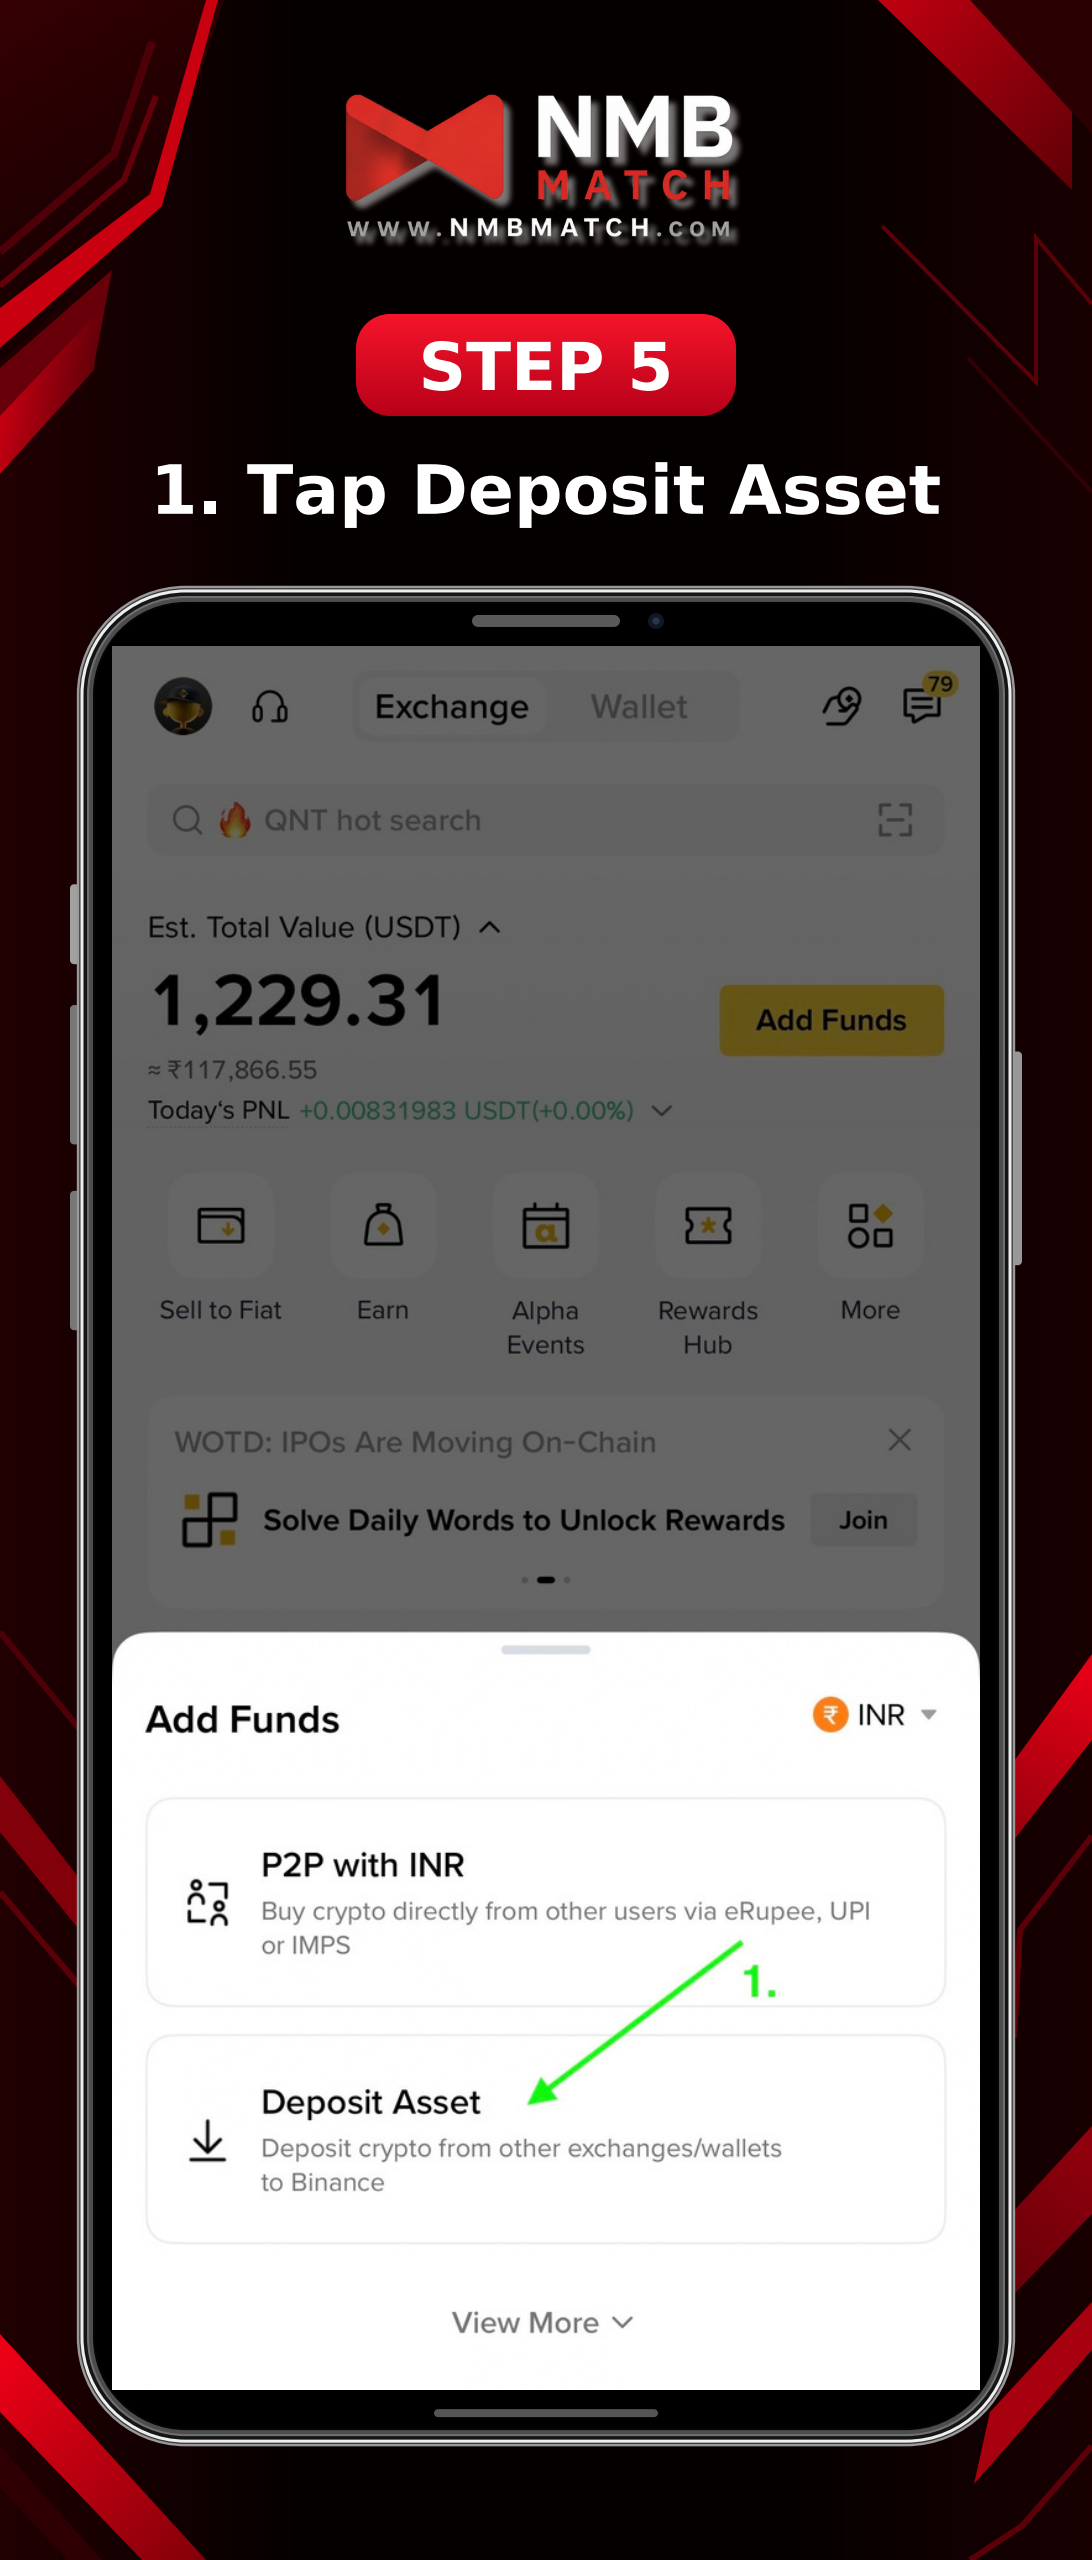 NMB
MATCH
WWW.NMBMATCH.COM
STEP 5
1. Tap Deposit Asset
Exchange
Wallet
79
QNT hot search
Est. Total Value (USDT)
1,229.31
Add Funds
≈ ₹117,866.55
Today‘s PNL +0.00831983 USDT(+0.00%)
Sell to Fiat
Earn
Alpha
Events
Rewards
Hub
More
WOTD: IPOs Are Moving On-Chain
Solve Daily Words to Unlock Rewards
Join
Add Funds
₹ INR
P2P with INR
Buy crypto directly from other users via eRupee, UPI
or IMPS
1.
Deposit Asset
Deposit crypto from other exchanges/wallets
to Binance
View More